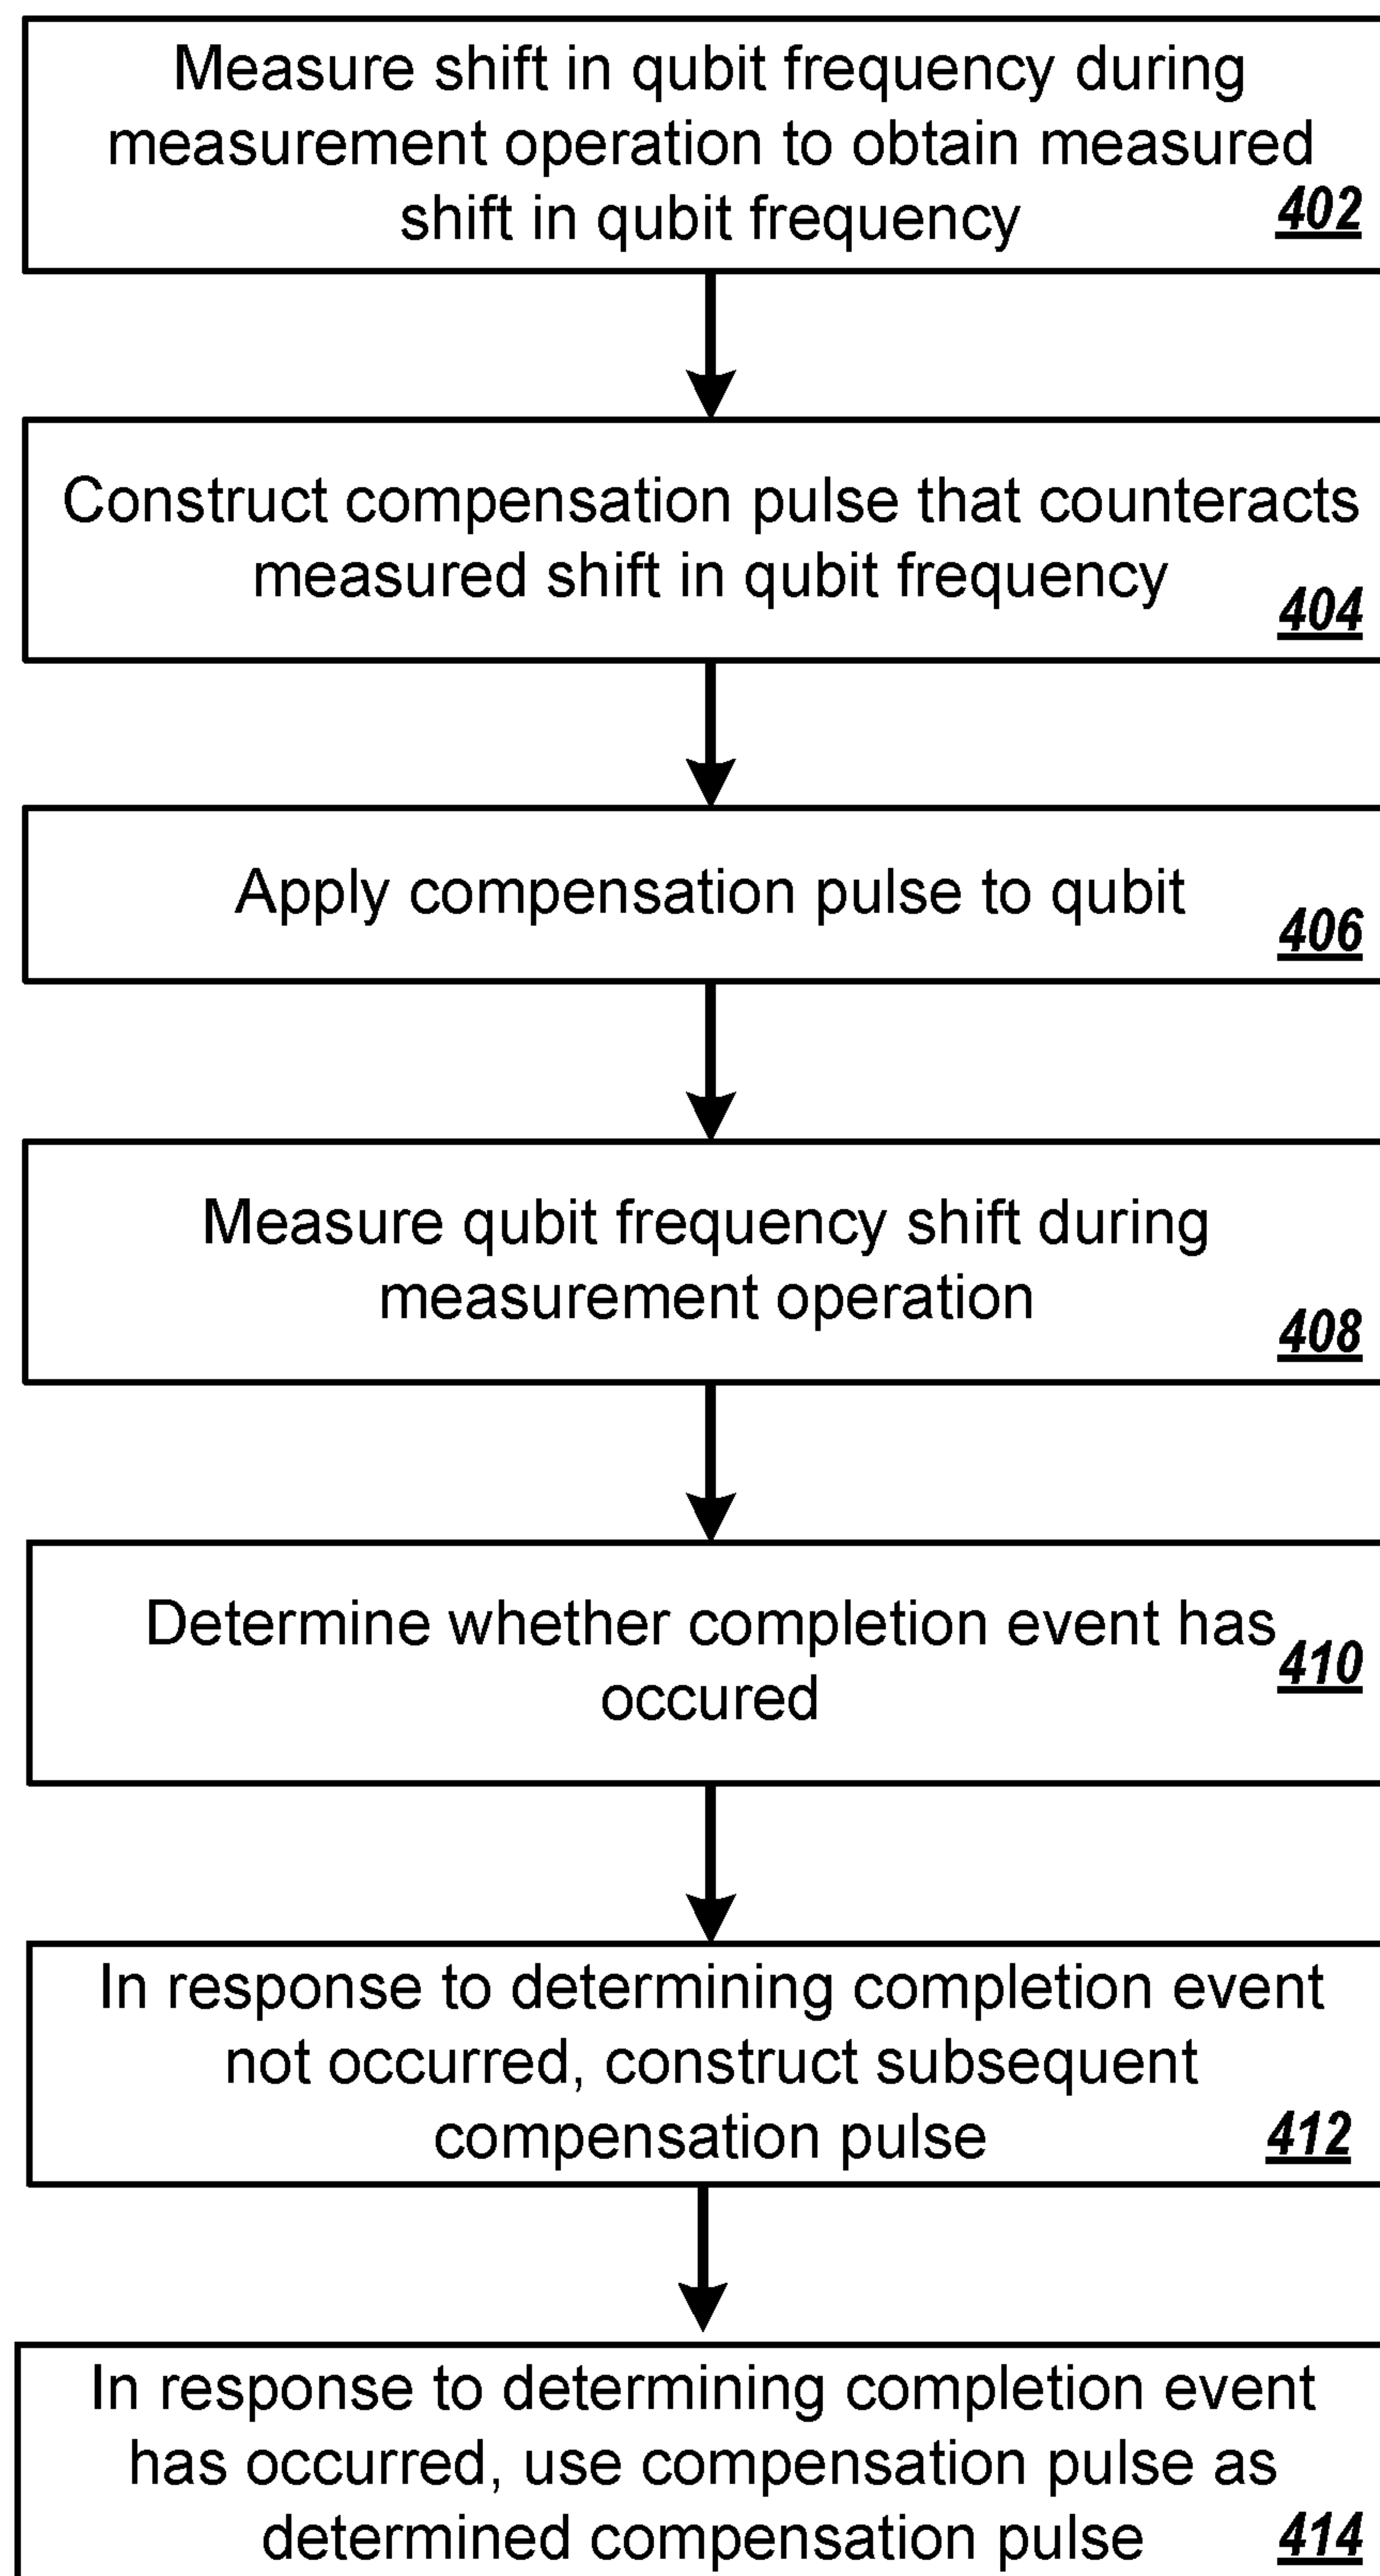 Measure shift in qubit frequency during
measurement operation to obtain measured
shift in qubit frequency
402
Construct compensation pulse that counteracts
measured shift in qubit frequency
404
Apply compensation pulse to qubit
406
Measure qubit frequency shift during
measurement operation
408
Determine whether completion event has
occured
410
In response to determining completion event
not occurred, construct subsequent
compensation pulse
412
In response to determining completion event
has occurred, use compensation pulse as
determined compensation pulse
414